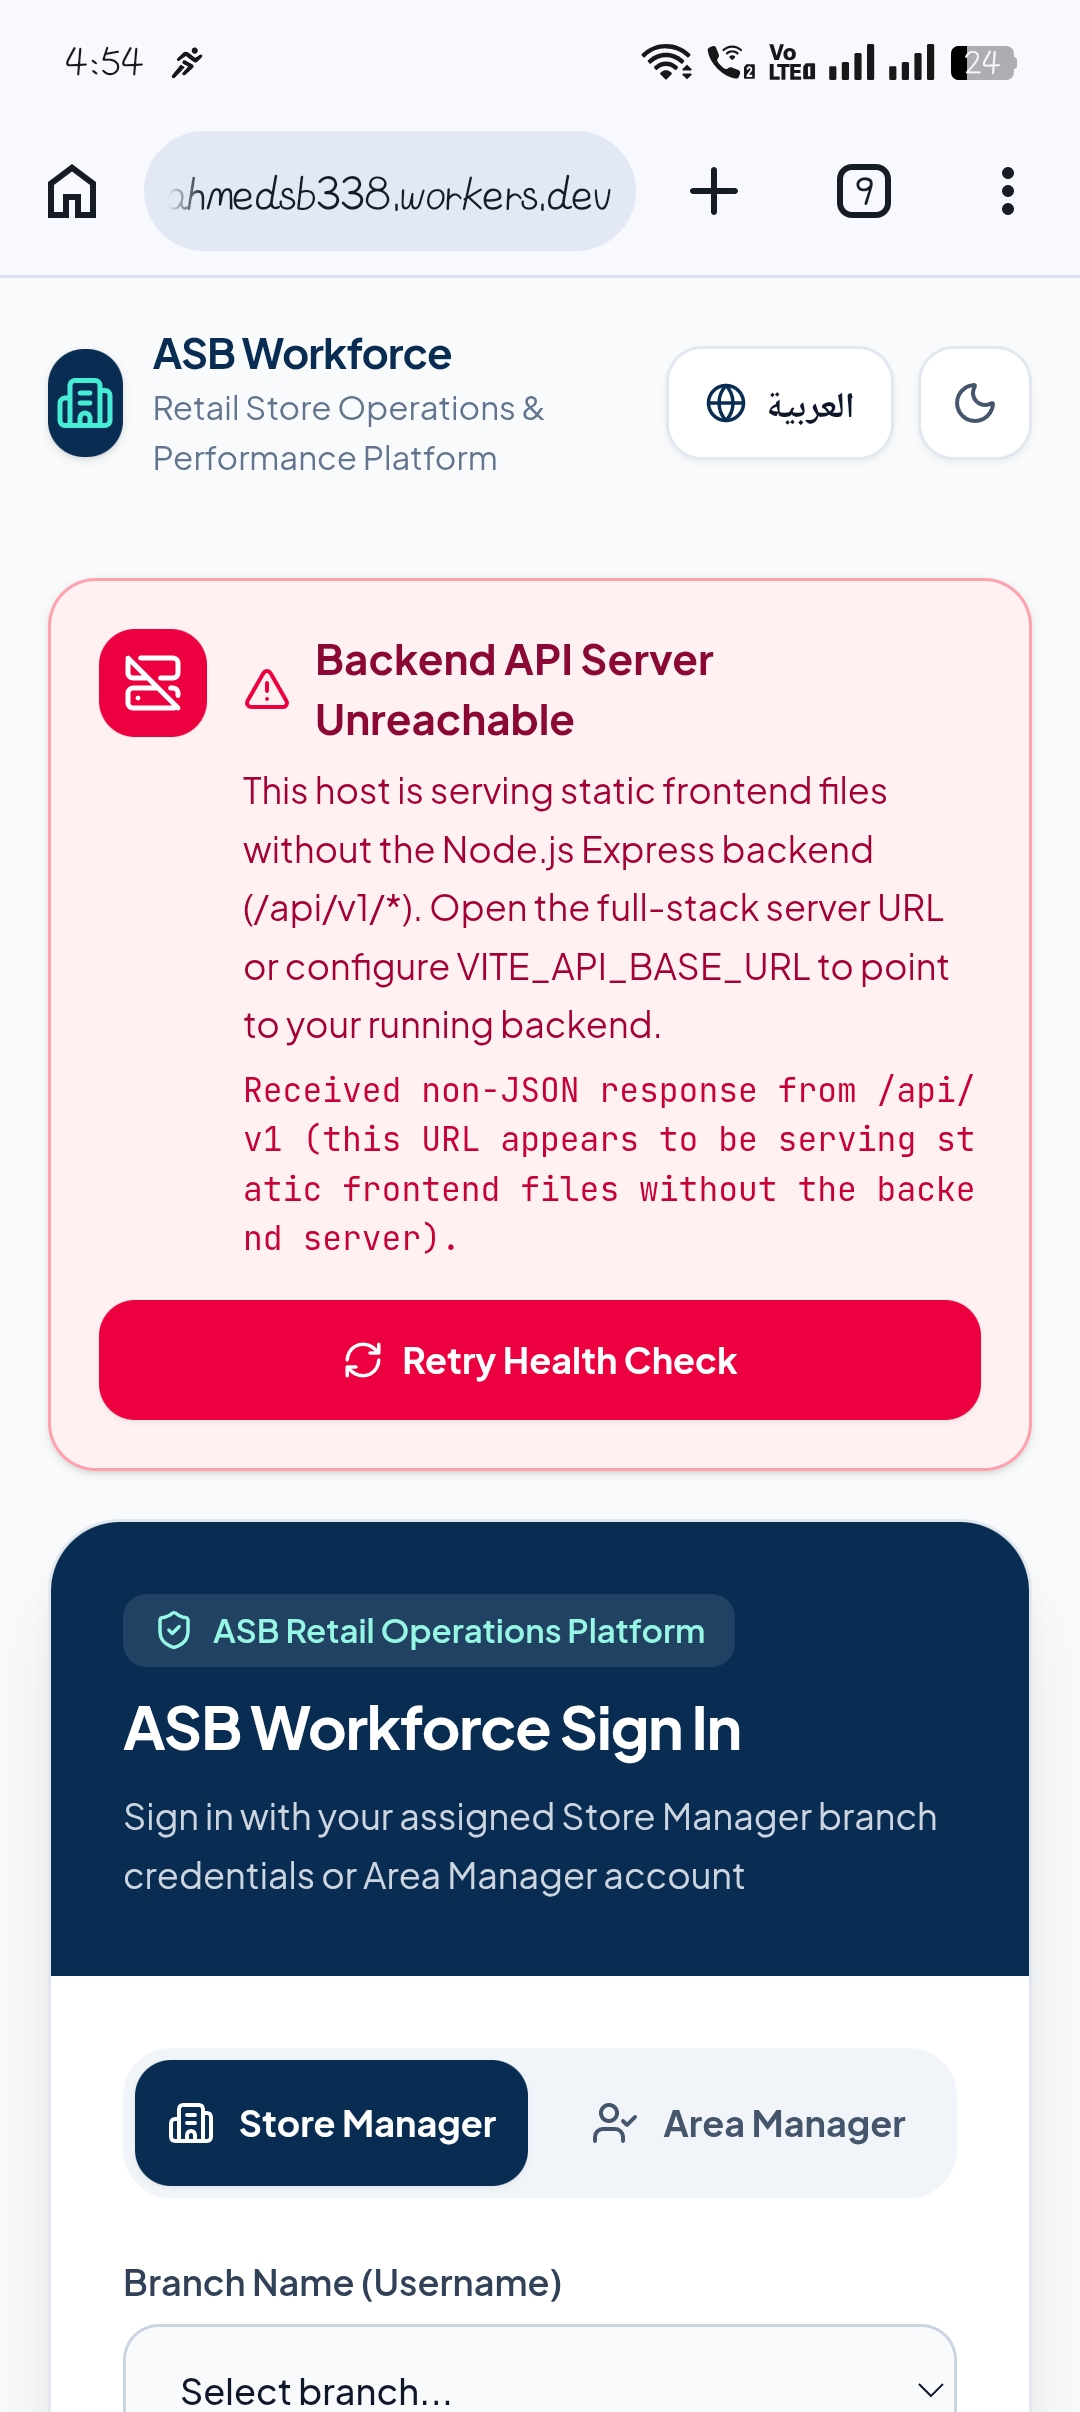 4:54
Vo
LTE
2
24
ahmedsb338.workers.dev
9
ASB Workforce
Retail Store Operations &
Performance Platform
العربية
Backend API Server
Unreachable
This host is serving static frontend files
without the Node.js Express backend
(/api/v1/*). Open the full-stack server URL
or configure VITE_API_BASE_URL to point
to your running backend.
Received non-JSON response from /api/
v1 (this URL appears to be serving st
atic frontend files without the backe
nd server).
Retry Health Check
ASB Retail Operations Platform
ASB Workforce Sign In
Sign in with your assigned Store Manager branch
credentials or Area Manager account
Store Manager
Area Manager
Branch Name (Username)
Select branch...